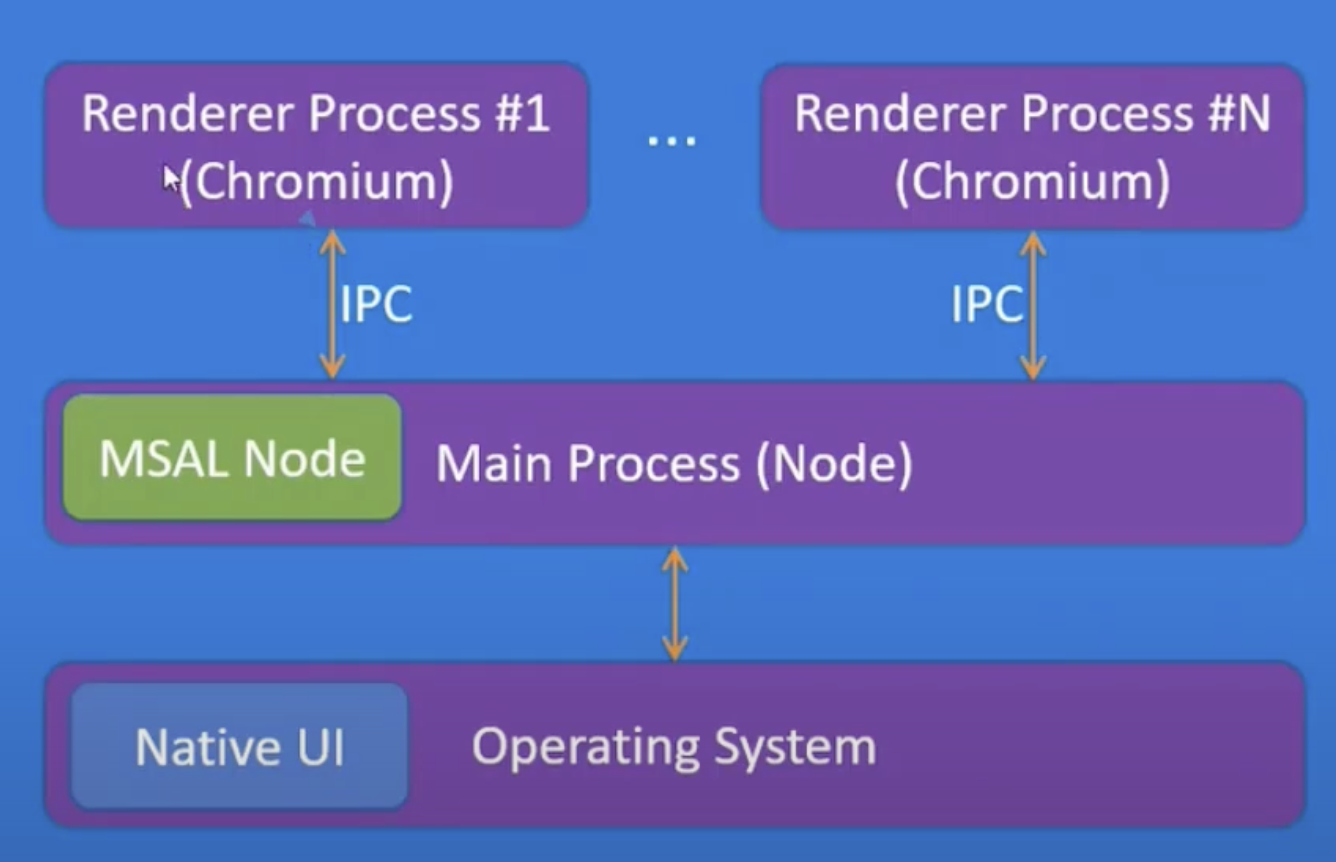 Renderer Process #1
(Chromium)
...
Renderer Process #N
(Chromium)
IPC
IPC
MSAL Node
Main Process (Node)
Native UI
Operating System